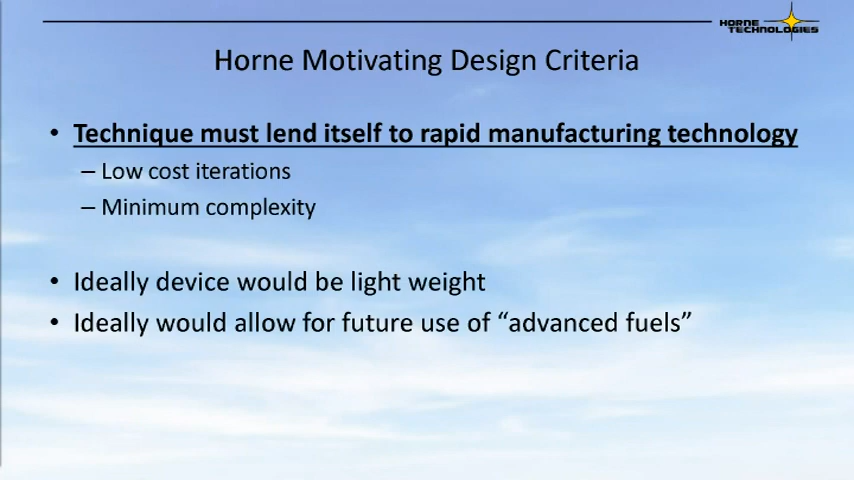 HORNE
TECHNOLOGIES
Horne Motivating Design Criteria
• Technique must lend itself to rapid manufacturing technology
– Low cost iterations
– Minimum complexity
• Ideally device would be light weight
• Ideally would allow for future use of “advanced fuels”